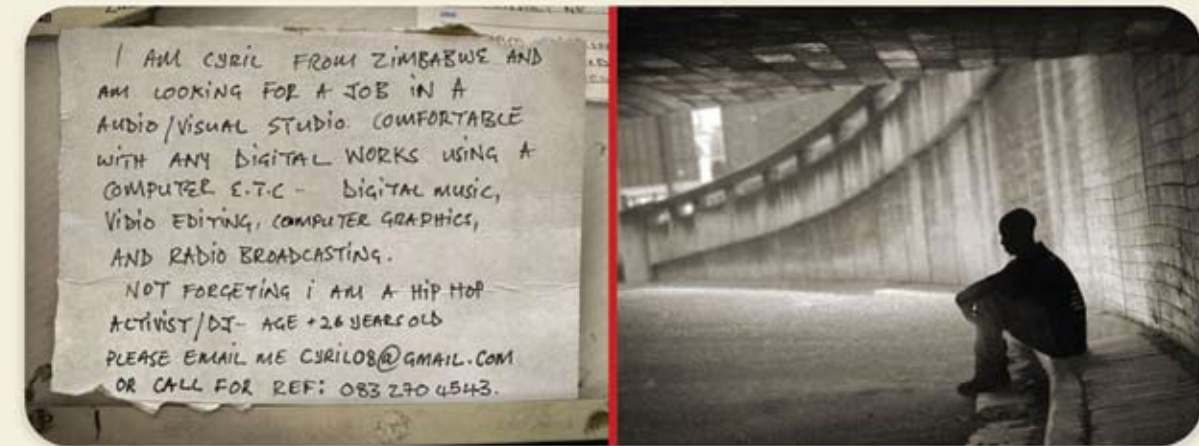 I AM CYRIL FROM ZIMBABWE AND
AM LOOKING FOR A JOB IN A
AUDIO/VISUAL STUDIO. COMFORTABLE
WITH ANY DIGITAL WORKS USING A
COMPUTER E.T.C - DIGITAL MUSIC,
VIDIO EDITING, COMPUTER GRAPHICS,
AND RADIO BROADCASTING.
NOT FORGETING I AM A HIP HOP
ACTIVIST/DJ- AGE +26 YEARS OLD
PLEASE EMAIL ME CYRIL08@GMAIL.COM
OR CALL FOR REF: 083 270 4543.